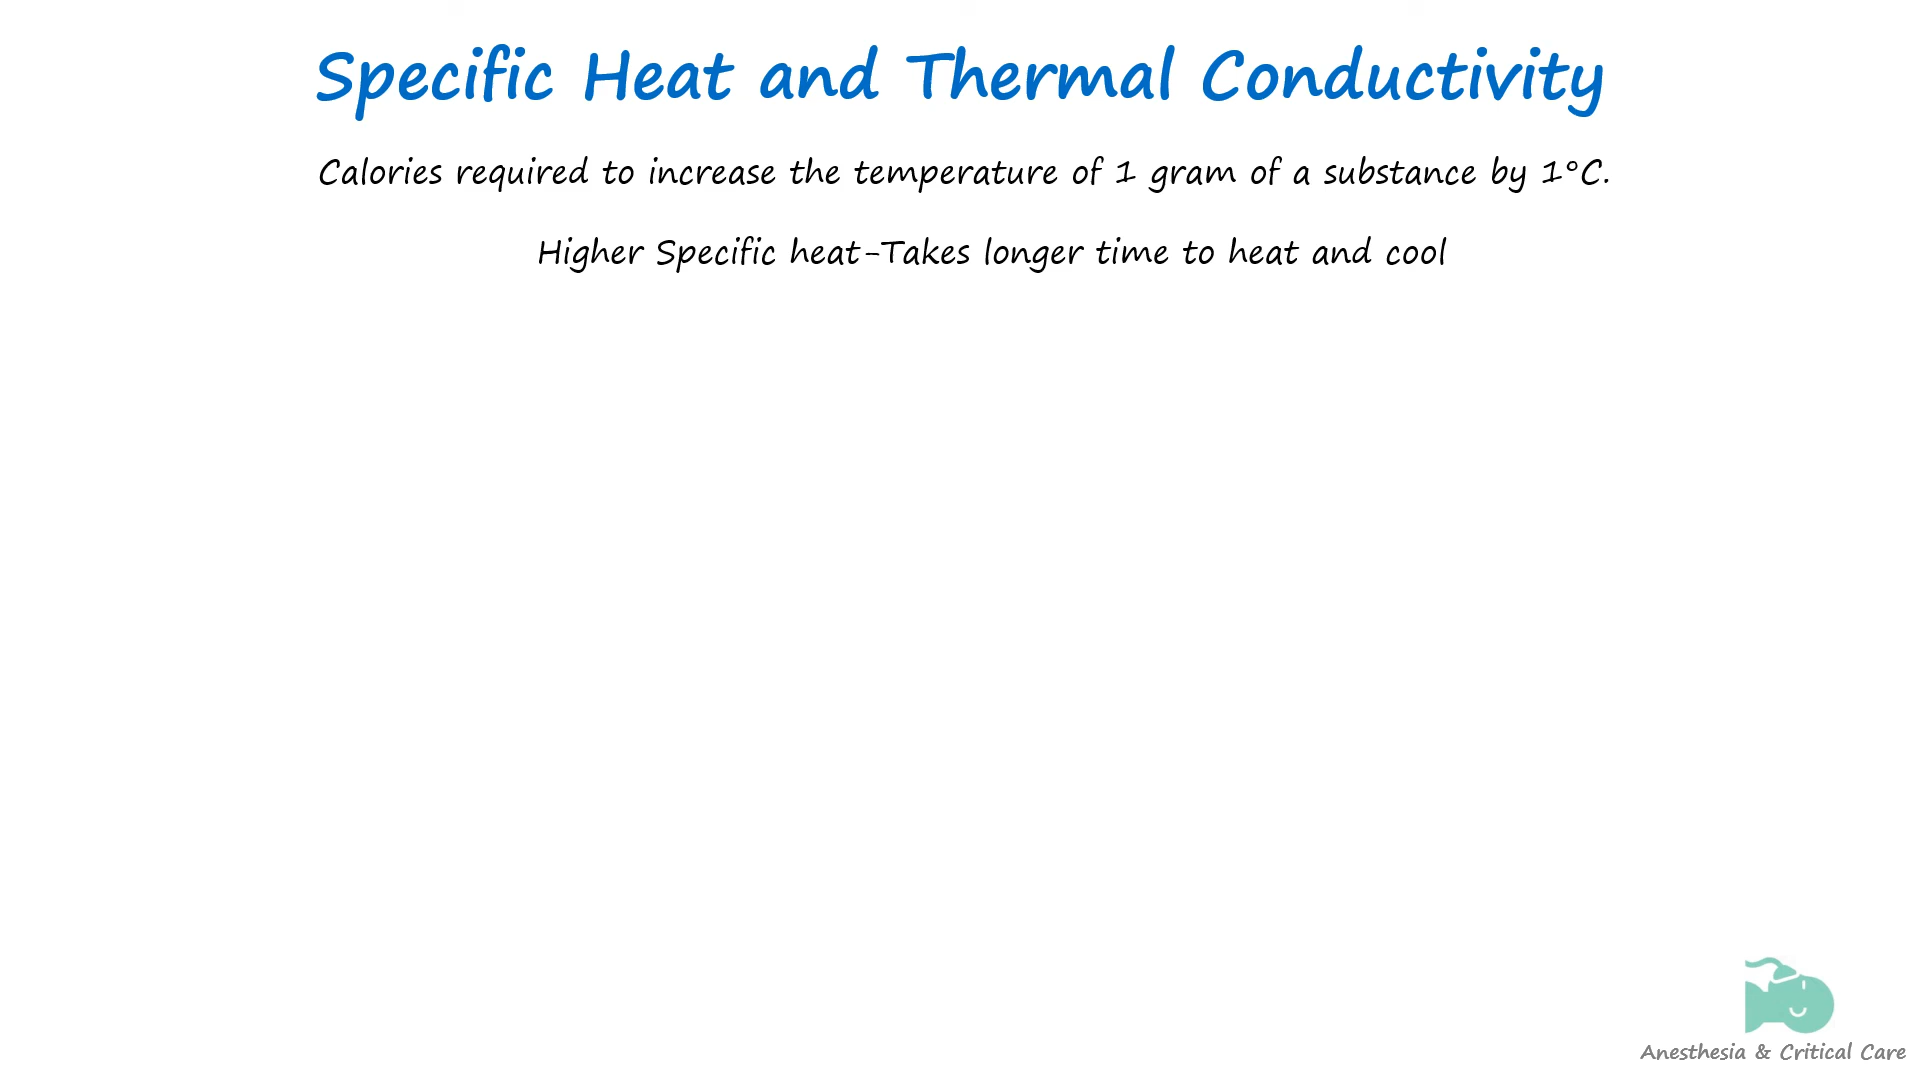 Specific Heat and Thermal Conductivity
Calories required to increase the temperature of 1 gram of a substance by 1°C.
Higher Specific heat-Takes longer time to heat and cool
Anesthesia & Critical Care